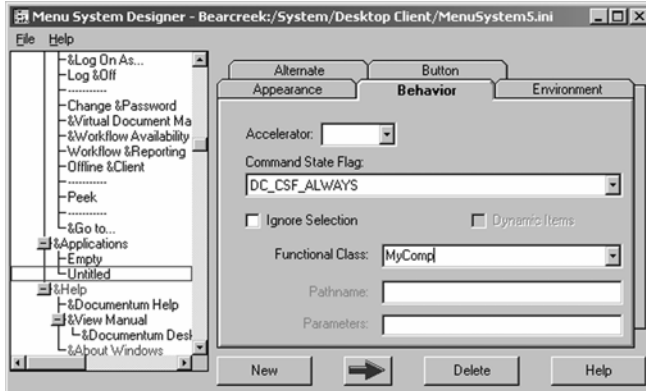 Menu System Designer - Bearcreek:/System/Desktop Client/MenuSystem5.ini
File Help
&Log On As...
Log &Off
-----------
Change &Password
&Virtual Document Ma
&Workflow Availability
Workflow &Reporting
Offline &Client
-----------
Peek
-----------
&Go to...
&Applications
Empty
Untitled
&Help
&Documentum Help
&View Manual
&Documentum Desl
&About Windows
Alternate Button
Appearance Behavior Environment
Accelerator:
Command State Flag:
DC_CSF_ALWAYS
Ignore Selection Dynamic Items
Functional Class: MyComp
Pathname:
Parameters:
New Delete Help